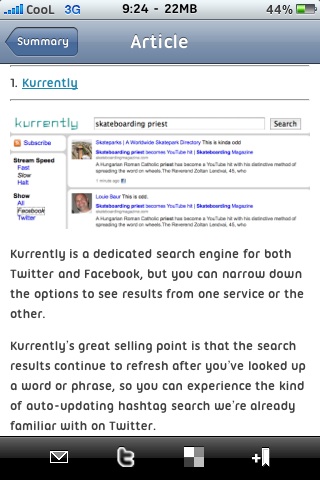 CooL 3G 9:24 - 22MB 44%
Summary Article
1. Kurrently
kurrently skateboarding priest Search
Subscribe
Stream Speed
Fast
Slow
Halt
Show
All
Facebook
Twitter
Skateparks | A Worldwide Skatepark Directory This is kinda odd
Skateboarding priest becomes YouTube hit | Skateboarding Magazine
skateboardingmagazine.com
A Hungarian Roman Catholic priest has become a YouTube hit with his distinctive method of
spreading the word on wheels.The Reverend Zoltan Lendvai, 45, who
1 minute ago
Louie Baur This is odd.
Skateboarding priest becomes YouTube hit | Skateboarding Magazine
skateboardingmagazine.com
A Hungarian Roman Catholic priest has become a YouTube hit with his distinctive method of
spreading the word on wheels.The Reverend Zoltan Lendvai, 45, who
Kurrently is a dedicated search engine for both
Twitter and Facebook, but you can narrow down
the options to see results from one service or the
other.
Kurrently's great selling point is that the search
results continue to refresh after you've looked up
a word or phrase, so you can experience the kind
of auto-updating hashtag search we're already
familiar with on Twitter.